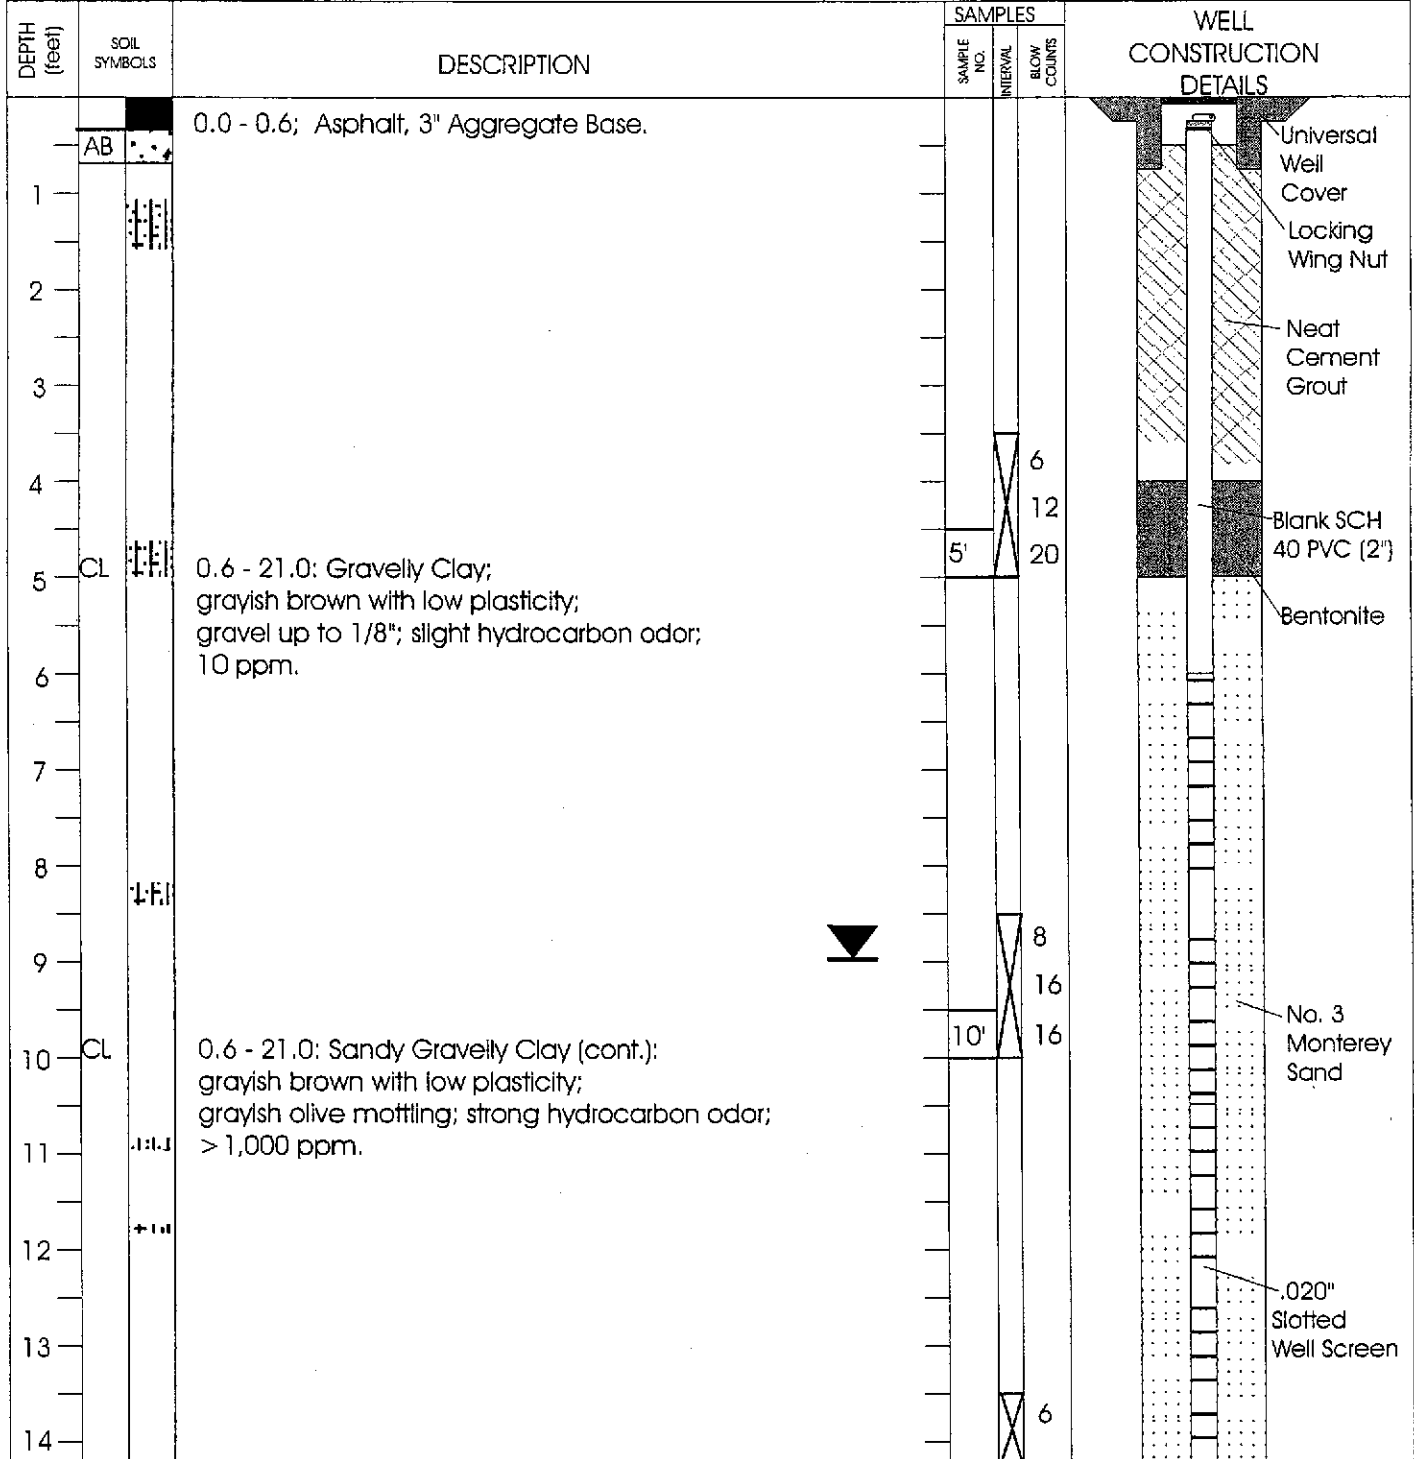 DEPTH (feet)
SOIL SYMBOLS
DESCRIPTION
SAMPLES
SAMPLE NO.
INTERVAL
BLOW COUNTS
WELL
CONSTRUCTION
DETAILS
0.0 - 0.6; Asphalt, 3" Aggregate Base.
AB
Universal
Well
Cover
1
Locking
Wing Nut
2
Neat
Cement
Grout
3
6
4
12
Blank SCH
40 PVC (2")
5'
20
CL
0.6 - 21.0: Gravelly Clay;
5
grayish brown with low plasticity;
Bentonite
gravel up to 1/8"; slight hydrocarbon odor;
10 ppm.
6
7
8
8
9
16
No. 3
Monterey
Sand
10'
16
CL
0.6 - 21.0: Sandy Gravelly Clay (cont.):
10
grayish brown with low plasticity;
grayish olive mottling; strong hydrocarbon odor;
> 1,000 ppm.
11
12
.020"
Slotted
Well Screen
13
6
14